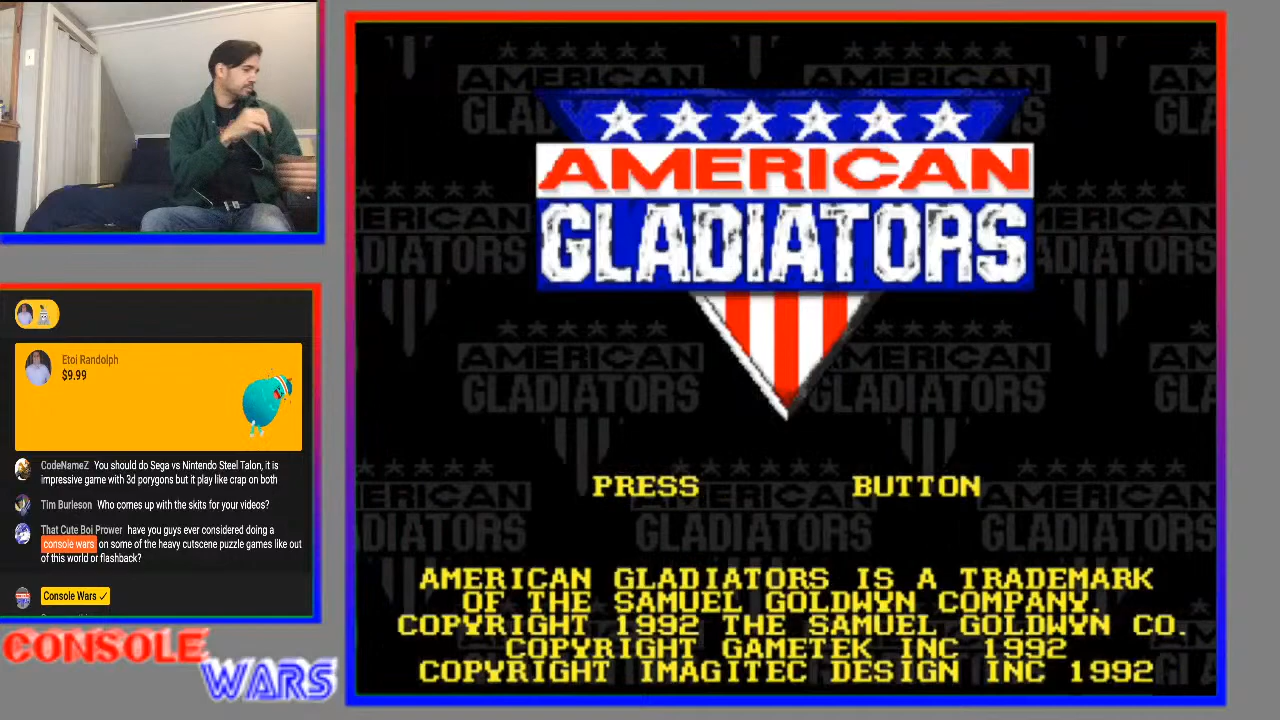 AMERICAN
GLADIATORS
PRESS BUTTON
AMERICAN GLADIATORS IS A TRADEMARK
OF THE SAMUEL GOLDWYN COMPANY.
COPYRIGHT 1992 THE SAMUEL GOLDWYN CO.
COPYRIGHT GAMETEK INC 1992
COPYRIGHT IMAGITEC DESIGN INC 1992
Etoi Randolph
$9.99
CodeNameZ You should do Sega vs Nintendo Steel Talon, it is
impressive game with 3d porygons but it play like crap on both
Tim Burleson Who comes up with the skits for your videos?
That Cute Boi Prower have you guys ever considered doing a
console wars on some of the heavy cutscene puzzle games like out
of this world or flashback?
Console Wars ✓
CONSOLE
WARS